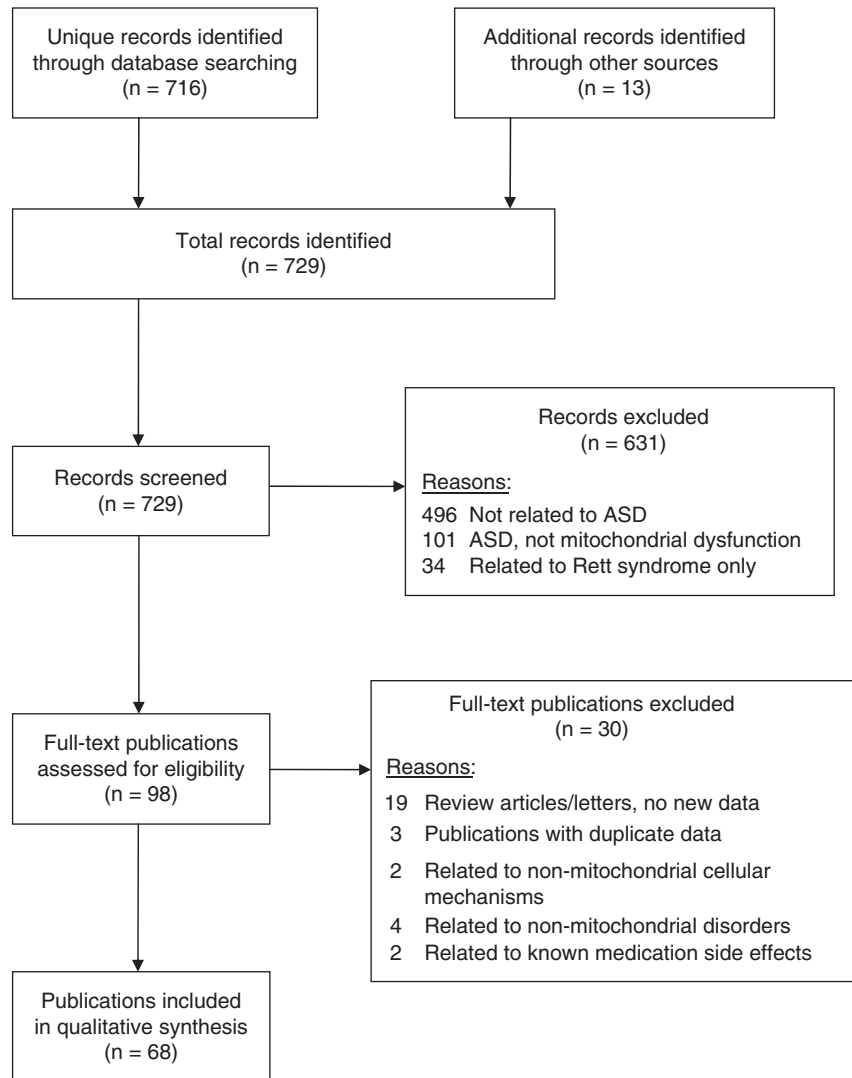 Unique records identified
through database searching
(n = 716)
Additional records identified
through other sources
(n = 13)
Total records identified
(n = 729)
Records screened
(n = 729)
Records excluded
(n = 631)
Reasons:
496 Not related to ASD
101 ASD, not mitochondrial dysfunction
34 Related to Rett syndrome only
Full-text publications
assessed for eligibility
(n = 98)
Full-text publications excluded
(n = 30)
Reasons:
19 Review articles/letters, no new data
3 Publications with duplicate data
2 Related to non-mitochondrial cellular
mechanisms
4 Related to non-mitochondrial disorders
2 Related to known medication side effects
Publications included
in qualitative synthesis
(n = 68)